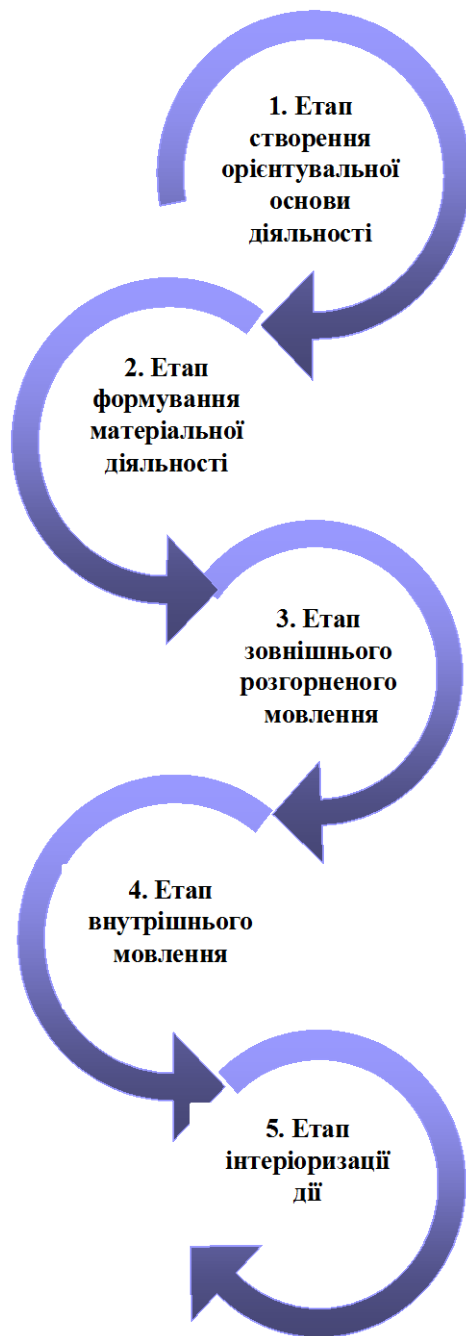 1. Етап
створення
орієнтувальної
основи
діяльності
2. Етап
формування
матеріальної
діяльності
3. Етап
зовнішнього
розгорненого
мовлення
4. Етап
внутрішнього
мовлення
5. Етап
інтеріоризації
дії